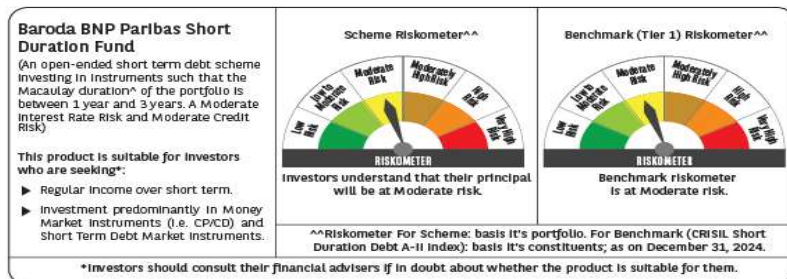 Baroda BNP Paribas Short
Duration Fund
(An open-ended short term debt scheme
investing in instruments such that the
Macaulay duration^ of the portfolio is
between 1 year and 3 years. A Moderate
Interest Rate Risk and Moderate Credit
Risk)
This product is suitable for investors
who are seeking*:
▶ Regular income over short term.
▶ Investment predominantly in Money
Market Instruments (i.e. CP/CD) and
Short Term Debt Market Instruments.
Scheme Riskometer^^
Low
Risk
Low to
Moderate
Risk
Moderate
Risk
Moderately
High Risk
High
Risk
Very High
Risk
RISKOMETER
Investors understand that their principal
will be at Moderate risk.
Benchmark (Tier 1) Riskometer^^
Low
Risk
Low to
Moderate
Risk
Moderate
Risk
Moderately
High Risk
High
Risk
Very High
Risk
RISKOMETER
Benchmark riskometer
is at Moderate risk.
^^Riskometer For Scheme: basis it's portfolio. For Benchmark (CRISIL Short
Duration Debt A-II Index): basis it's constituents; as on December 31, 2024.
*Investors should consult their financial advisers if in doubt about whether the product is suitable for them.